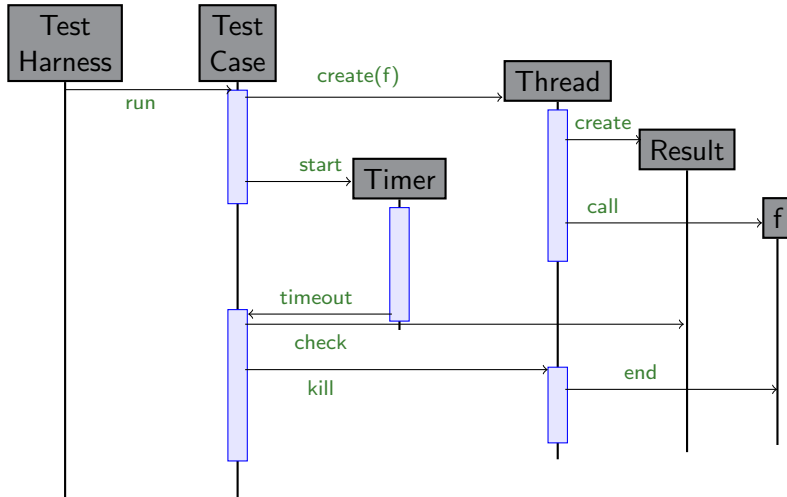 Test
Harness
Test
Case
create(f)
Thread
run
create
Result
start
Timer
call
f
timeout
check
kill
end